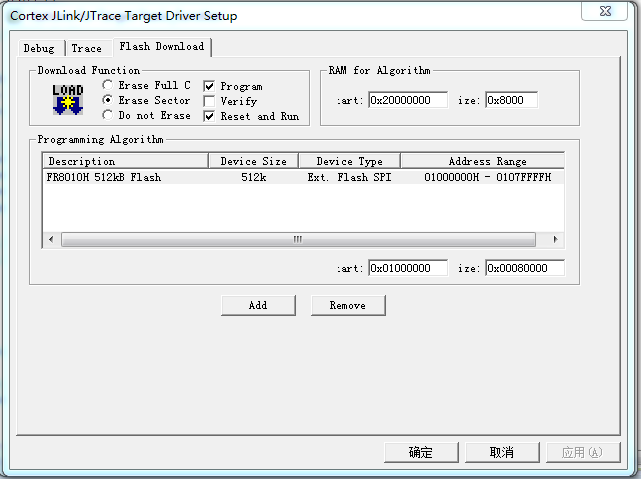 Cortex JLink/JTrace Target Driver Setup
Debug Trace Flash Download
Download Function
LOAD
Erase Full C
Erase Sector
Do not Erase
Program
Verify
Reset and Run
RAM for Algorithm
art: 0x20000000 ize: 0x8000
Programming Algorithm
Description Device Size Device Type Address Range
FR8010H 512kB Flash 512k Ext. Flash SPI 01000000H - 0107FFFFH
art: 0x01000000 ize: 0x00080000
Add Remove
确定 取消 应用(A)